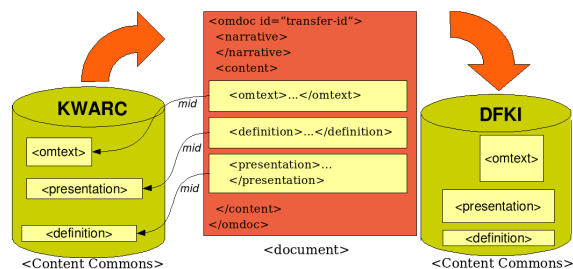 KWARC
<omtext>
<presentation>
<definition>
<Content Commons>
mid
mid
mid
<omdoc id="transfer-id">
<narrative>
</narrative>
<content>
<omtext>...</omtext>
<definition>...</definition>
<presentation>...
</presentation>
</content>
</omdoc>
<document>
DFKI
<omtext>
<presentation>
<definition>
<Content Commons>